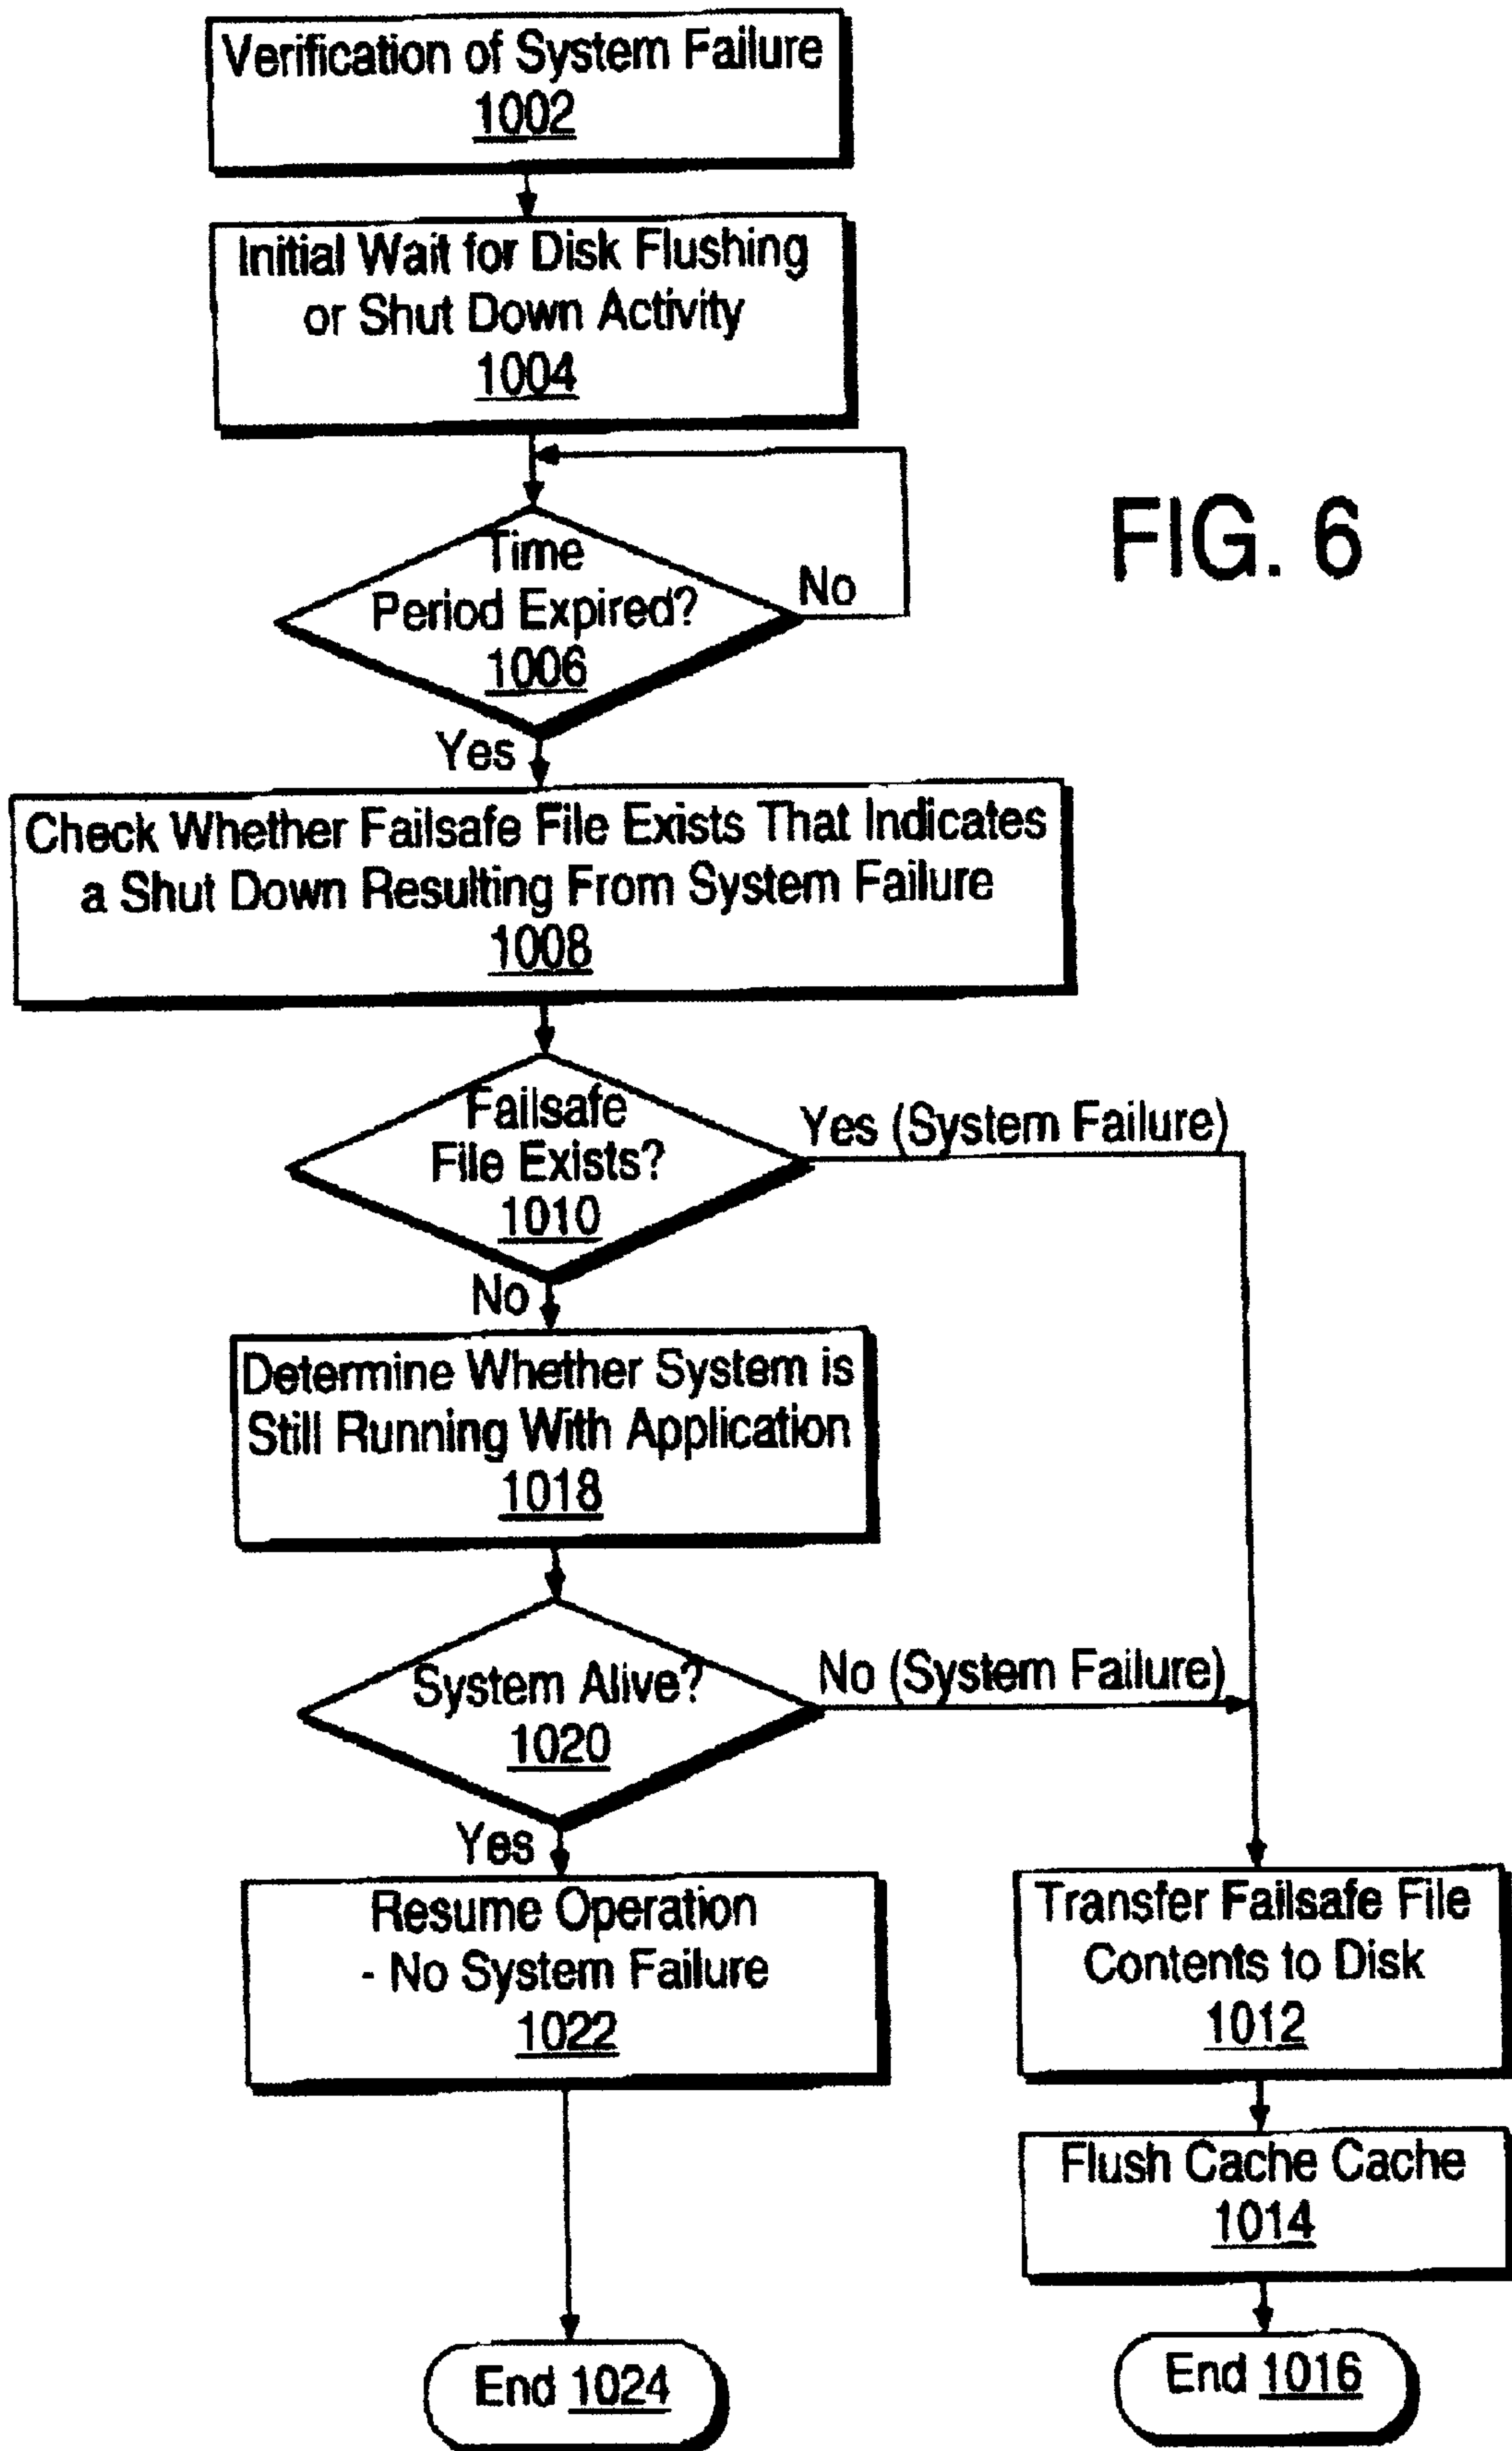 Verification of System Failure
1002
Initial Wait for Disk Flushing
or Shut Down Activity
1004
FIG. 6
Time
Period Expired?
1006
No
Yes
Check Whether Failsafe File Exists That Indicates
a Shut Down Resulting From System Failure
1008
Failsafe
File Exists?
1010
Yes (System Failure)
No
Determine Whether System is
Still Running With Application
1018
System Alive?
1020
No (System Failure)
Yes
Resume Operation
- No System Failure
1022
Transfer Failsafe File
Contents to Disk
1012
Flush Cache Cache
1014
End 1024
End 1016